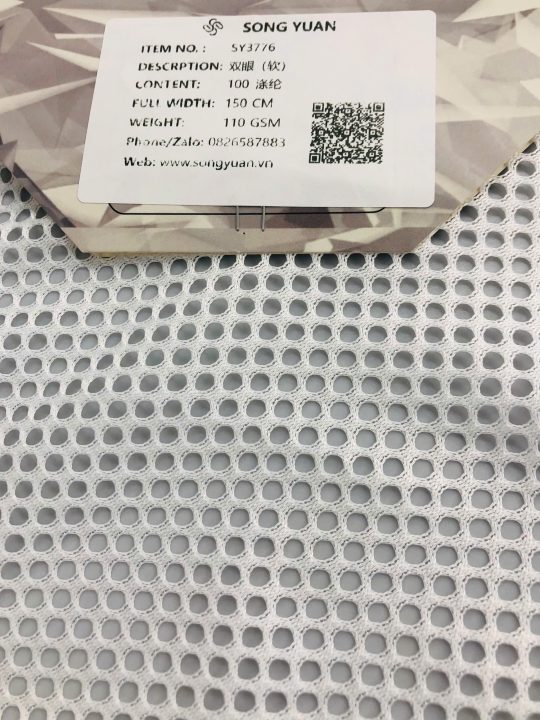 SONG YUAN
ITEM NO. : SY3776
DESCRPTION: 双眼（软）
CONTENT: 100 涤纶
FULL WIDTH: 150 CM
WEIGHT: 110 GSM
Phone/Zalo: 0826587883
Web: www.songyuan.vn